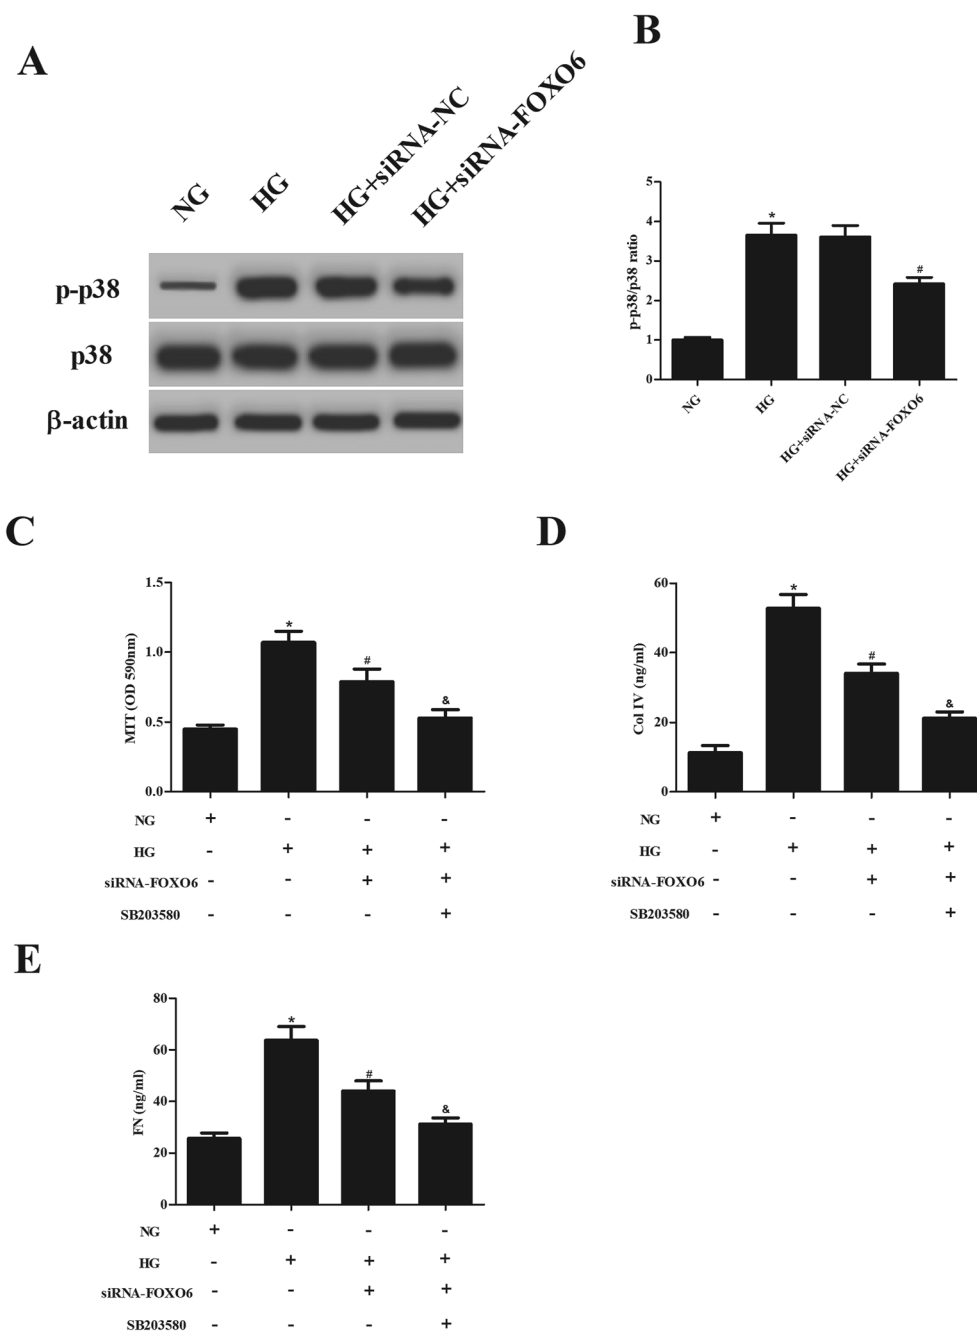 A
NG
HG
HG+siRNA-NC
HG+siRNA-FOXO6
p-p38
p38
β-actin
B
p-p38/p38 ratio
5
4
3
2
1
0
*
#
NG
HG
HG+siRNA-NC
HG+siRNA-FOXO6
C
MTT (OD 590nm)
1.5
1.0
0.5
0.0
*
#
&
NG + - - -
HG - + + +
siRNA-FOXO6 - - + +
SB203580 - - - +
D
Col IV (ng/ml)
60
40
20
0
*
#
&
NG + - - -
HG - + + +
siRNA-FOXO6 - - + +
SB203580 - - - +
E
FN (ng/ml)
80
60
40
20
0
*
#
&
NG + - - -
HG - + + +
siRNA-FOXO6 - - + +
SB203580 - - - +